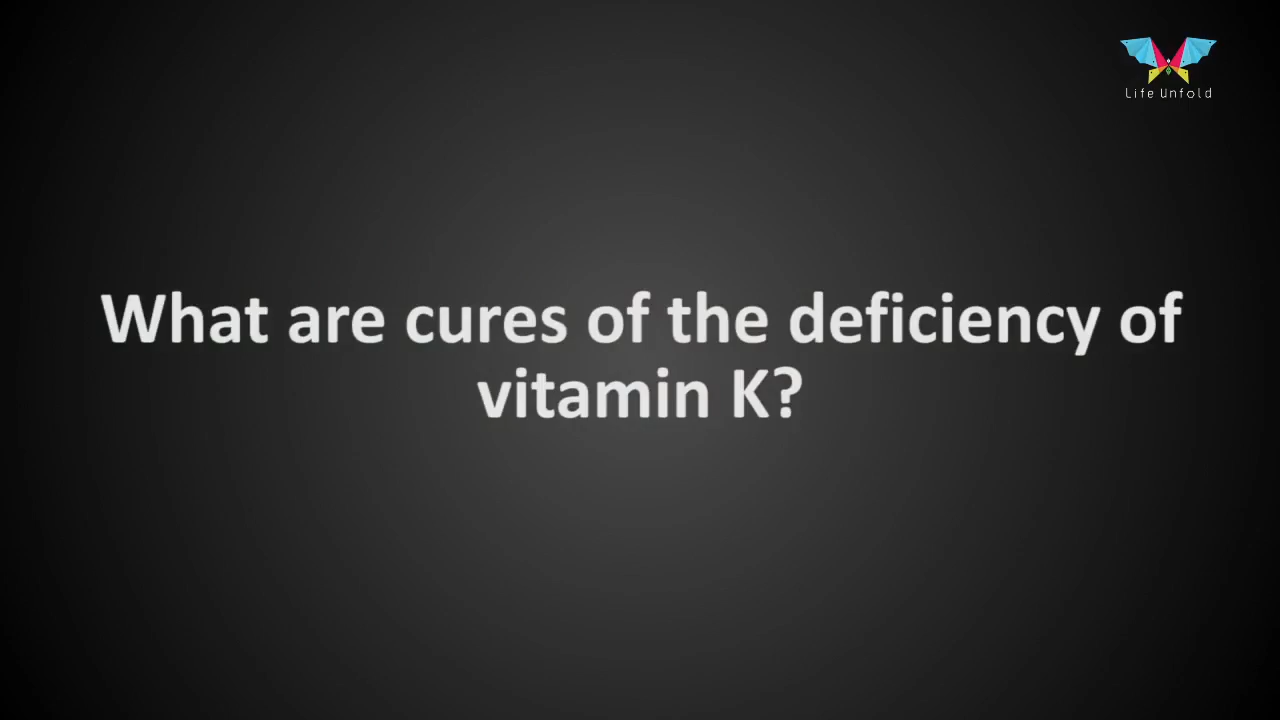 Life Unfold
What are cures of the deficiency of
vitamin K?